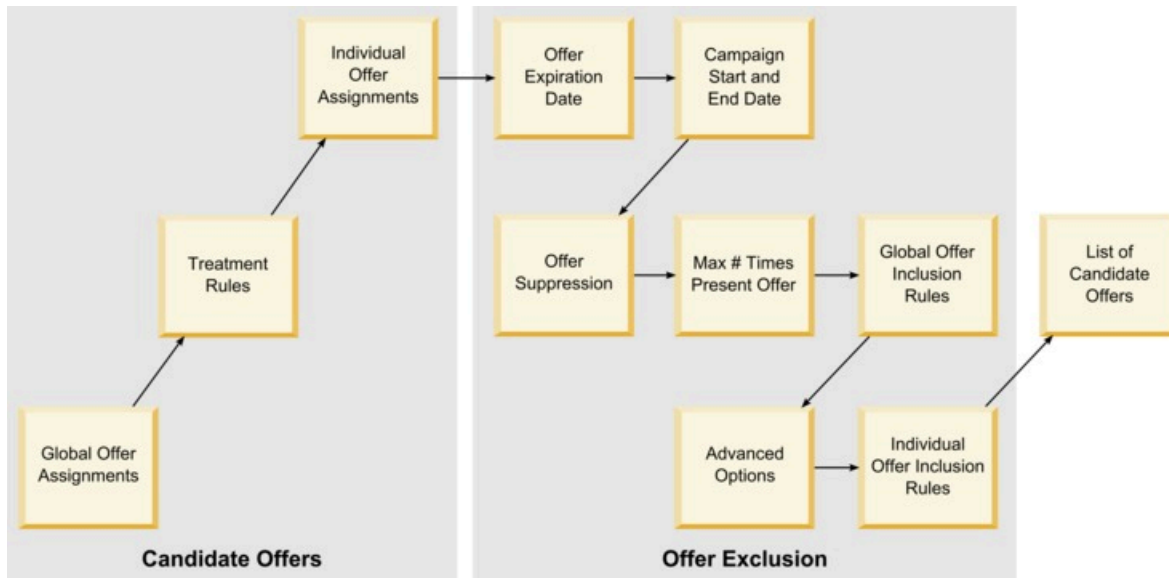 Individual
Offer
Assignments
Offer
Expiration
Date
Campaign
Start and
End Date
Treatment
Rules
Offer
Suppression
Max # Times
Present Offer
Global Offer
Inclusion
Rules
List of
Candidate
Offers
Global Offer
Assignments
Advanced
Options
Individual
Offer Inclusion
Rules
Candidate Offers
Offer Exclusion